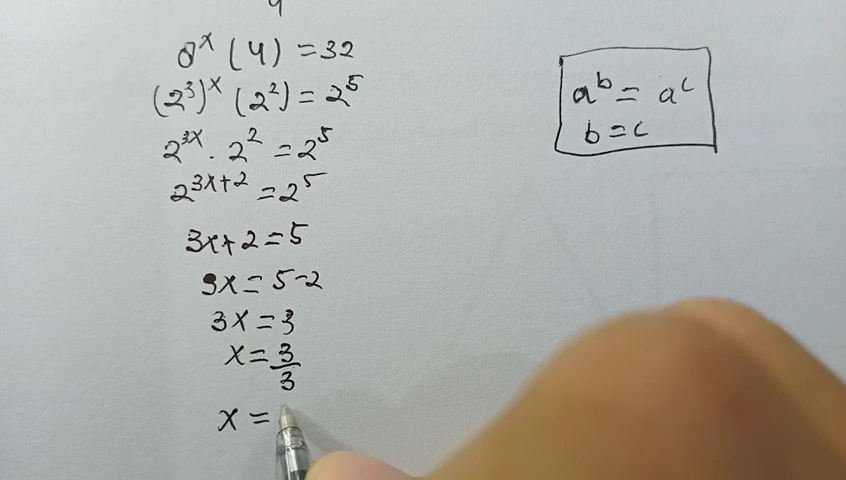 8^x (4) = 32
(2^3)^x (2^2) = 2^5
2^3x . 2^2 = 2^5
2^3x+2 = 2^5
3x+2 = 5
3x = 5-2
3x = 3
x = 3/3
x =
a^b = a^c
b = c